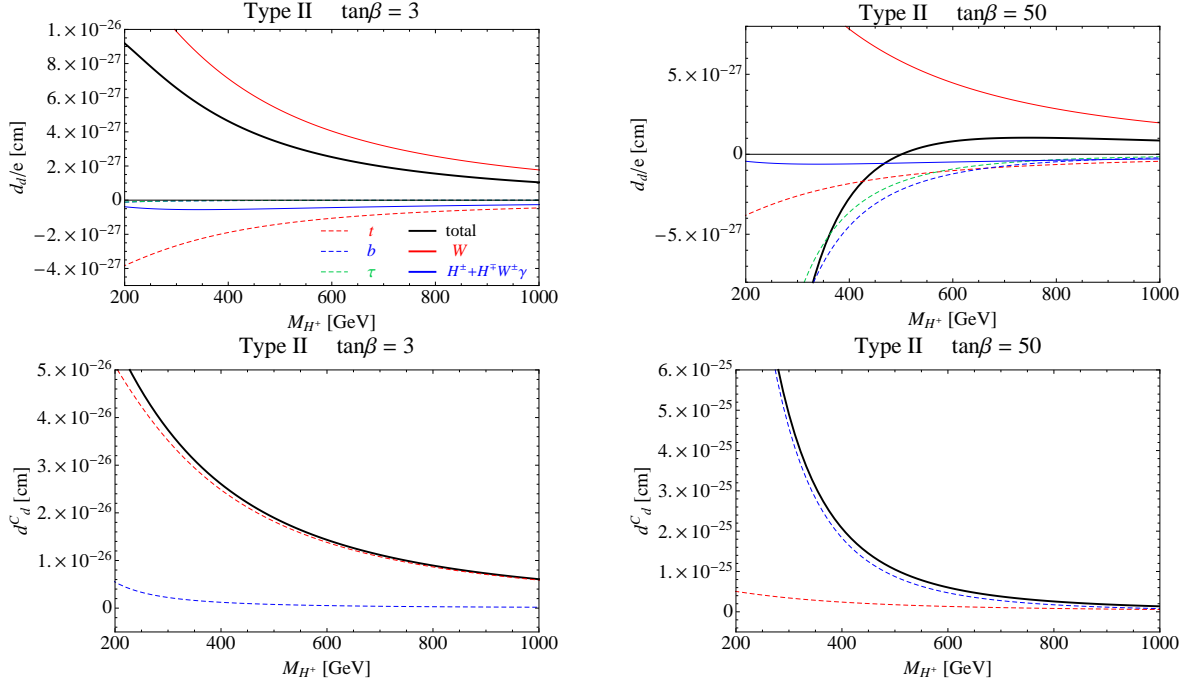 Type II tanβ = 3
1. × 10⁻²⁶
8. × 10⁻²⁷
6. × 10⁻²⁷
4. × 10⁻²⁷
2. × 10⁻²⁷
0
−2. × 10⁻²⁷
−4. × 10⁻²⁷
d_d/e [cm]
t
b
τ
total
W
H^± + H^∓ W^± γ
200 400 600 800 1000
M_{H⁺} [GeV]
Type II tanβ = 50
5. × 10⁻²⁷
0
−5. × 10⁻²⁷
d_d/e [cm]
200 400 600 800 1000
M_{H⁺} [GeV]
Type II tanβ = 3
5. × 10⁻²⁶
4. × 10⁻²⁶
3. × 10⁻²⁶
2. × 10⁻²⁶
1. × 10⁻²⁶
0
d^C_d [cm]
200 400 600 800 1000
M_{H⁺} [GeV]
Type II tanβ = 50
6. × 10⁻²⁵
5. × 10⁻²⁵
4. × 10⁻²⁵
3. × 10⁻²⁵
2. × 10⁻²⁵
1. × 10⁻²⁵
0
d^C_d [cm]
200 400 600 800 1000
M_{H⁺} [GeV]